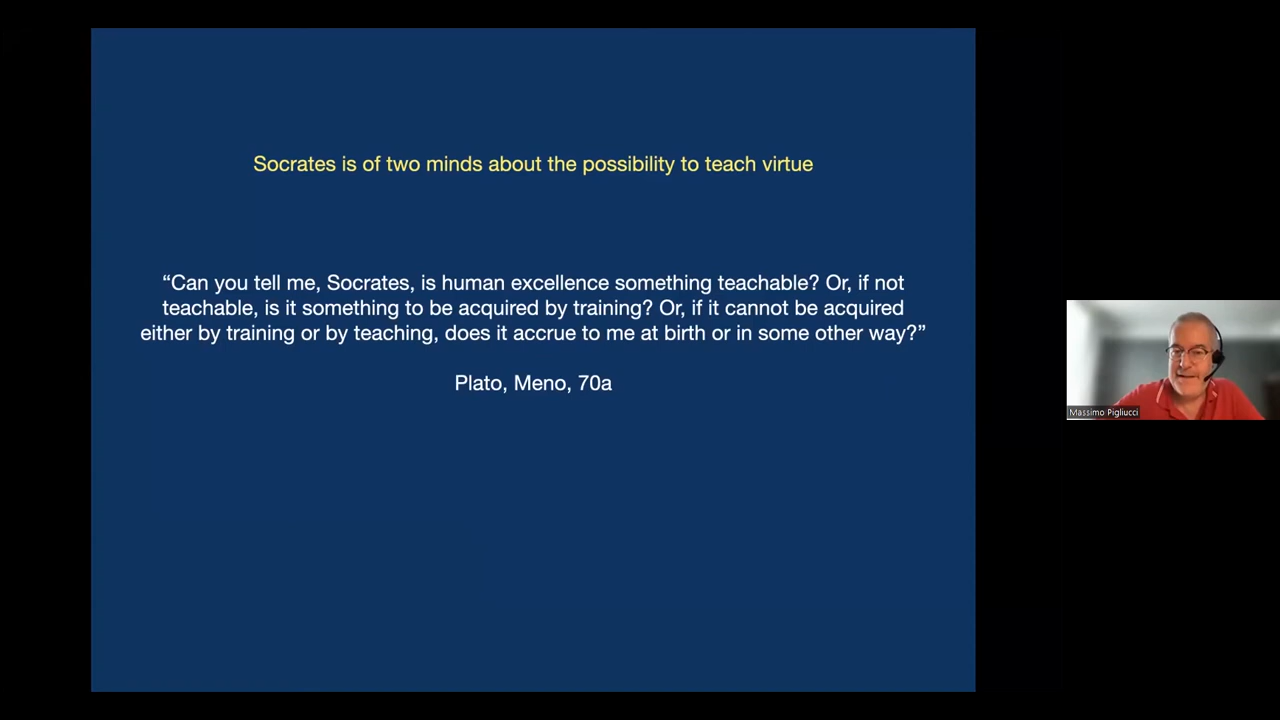 Socrates is of two minds about the possibility to teach virtue
“Can you tell me, Socrates, is human excellence something teachable? Or, if not
teachable, is it something to be acquired by training? Or, if it cannot be acquired
either by training or by teaching, does it accrue to me at birth or in some other way?”
Plato, Meno, 70a
Massimo Pigliucci